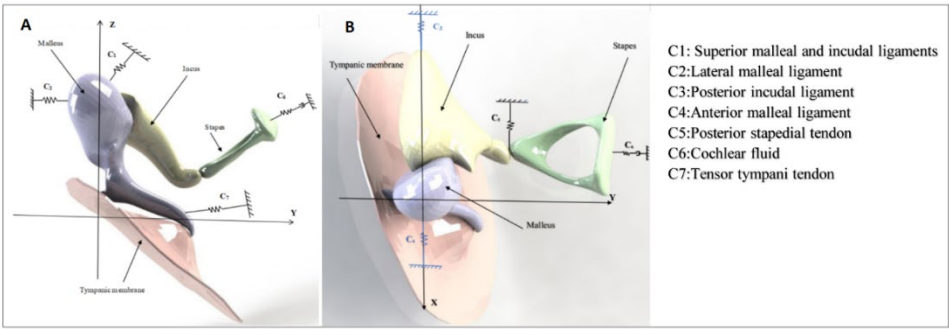 A
Z
Malleus
C1
Incus
C2
C6
Stapes
C7
Y
Tympanic membrane
B
C3
Incus
Stapes
Tympanic membrane
C5
C6
Y
Malleus
C4
X
C1: Superior malleal and incudal ligaments
C2:Lateral malleal ligament
C3:Posterior incudal ligament
C4:Anterior malleal ligament
C5:Posterior stapedial tendon
C6:Cochlear fluid
C7:Tensor tympani tendon